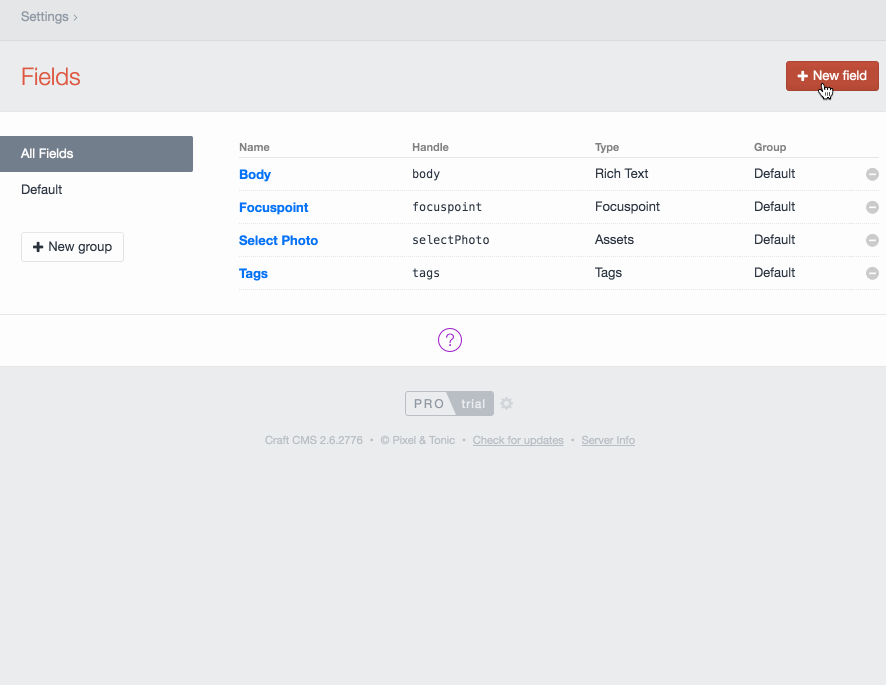 Settings ›
Fields
+ New field
All Fields
Default
+ New group
Name Handle Type Group
Body body Rich Text Default
Focuspoint focuspoint Focuspoint Default
Select Photo selectPhoto Assets Default
Tags tags Tags Default
?
PRO trial
Craft CMS 2.6.2776 • © Pixel & Tonic • Check for updates • Server Info